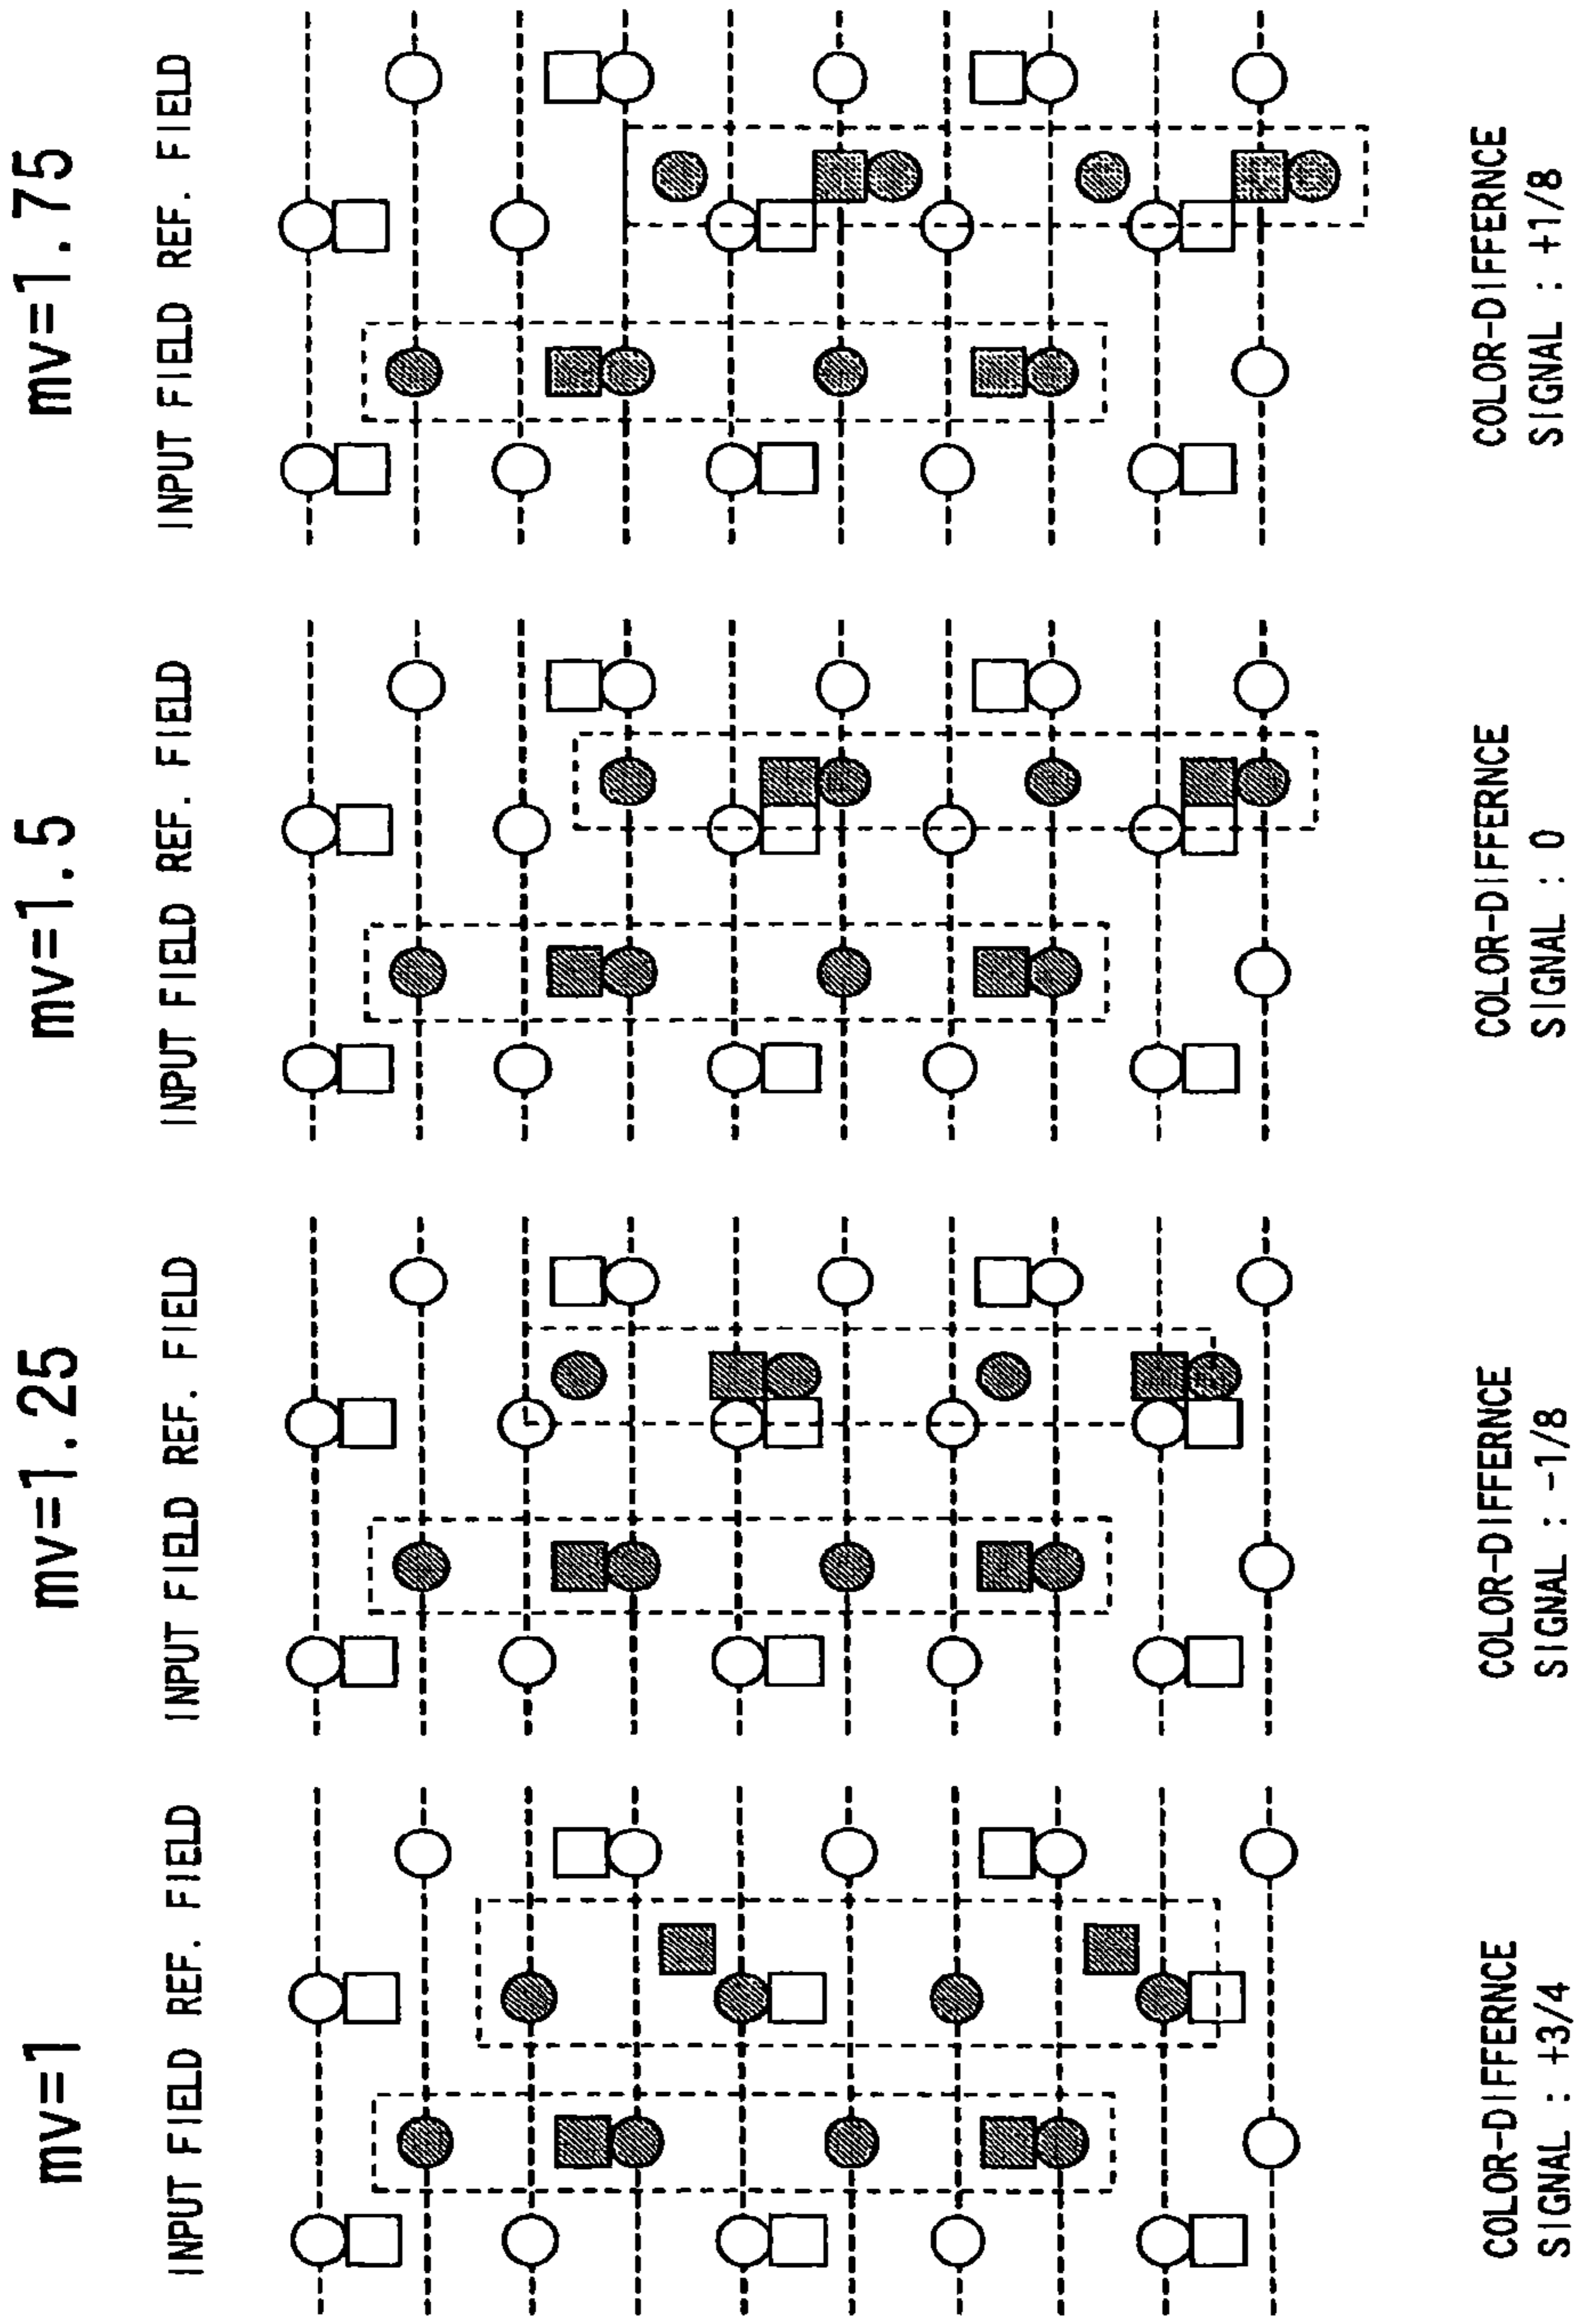 mv=1
INPUT FIELD REF. FIELD
COLOR-DIFFERNCE
SIGNAL : +3/4
mv=1.25
INPUT FIELD REF. FIELD
COLOR-DIFFERNCE
SIGNAL : -1/8
mv=1.5
INPUT FIELD REF. FIELD
COLOR-DIFFERNCE
SIGNAL : 0
mv=1.75
INPUT FIELD REF. FIELD
COLOR-DIFFERNCE
SIGNAL : +1/8